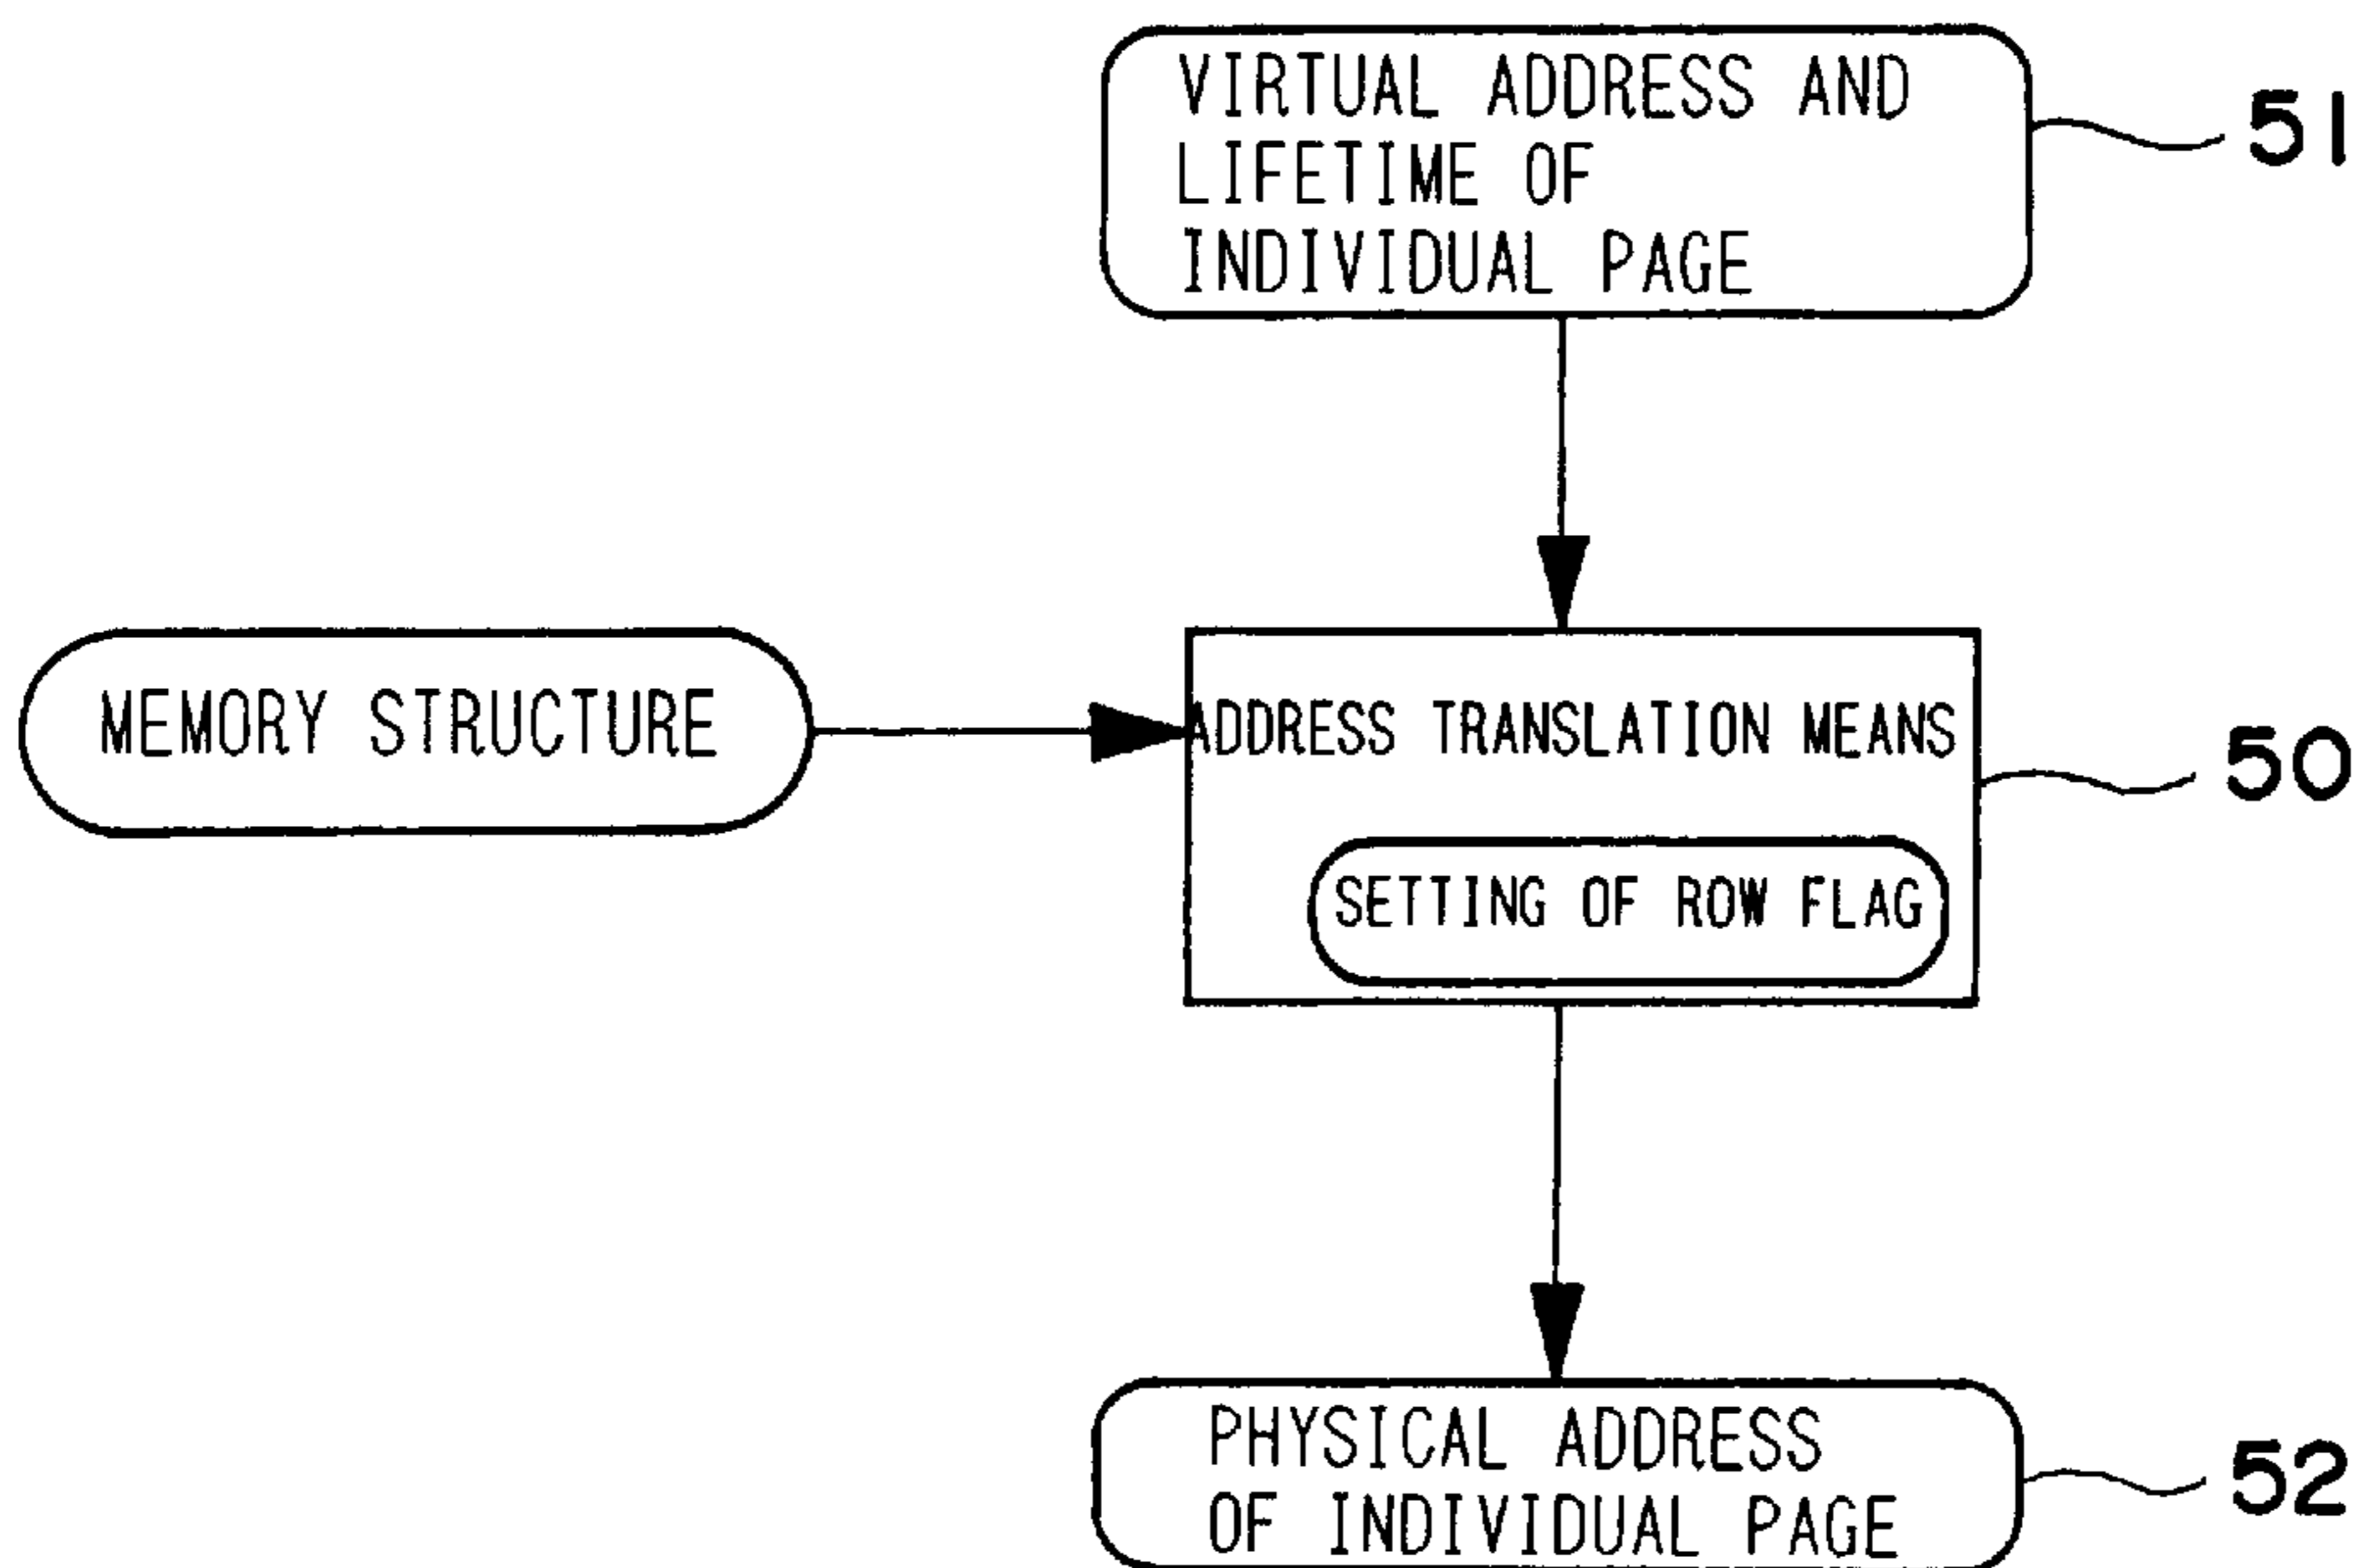 VIRTUAL ADDRESS AND
LIFETIME OF
INDIVIDUAL PAGE
51
MEMORY STRUCTURE
ADDRESS TRANSLATION MEANS
50
SETTING OF ROW FLAG
PHYSICAL ADDRESS
OF INDIVIDUAL PAGE
52